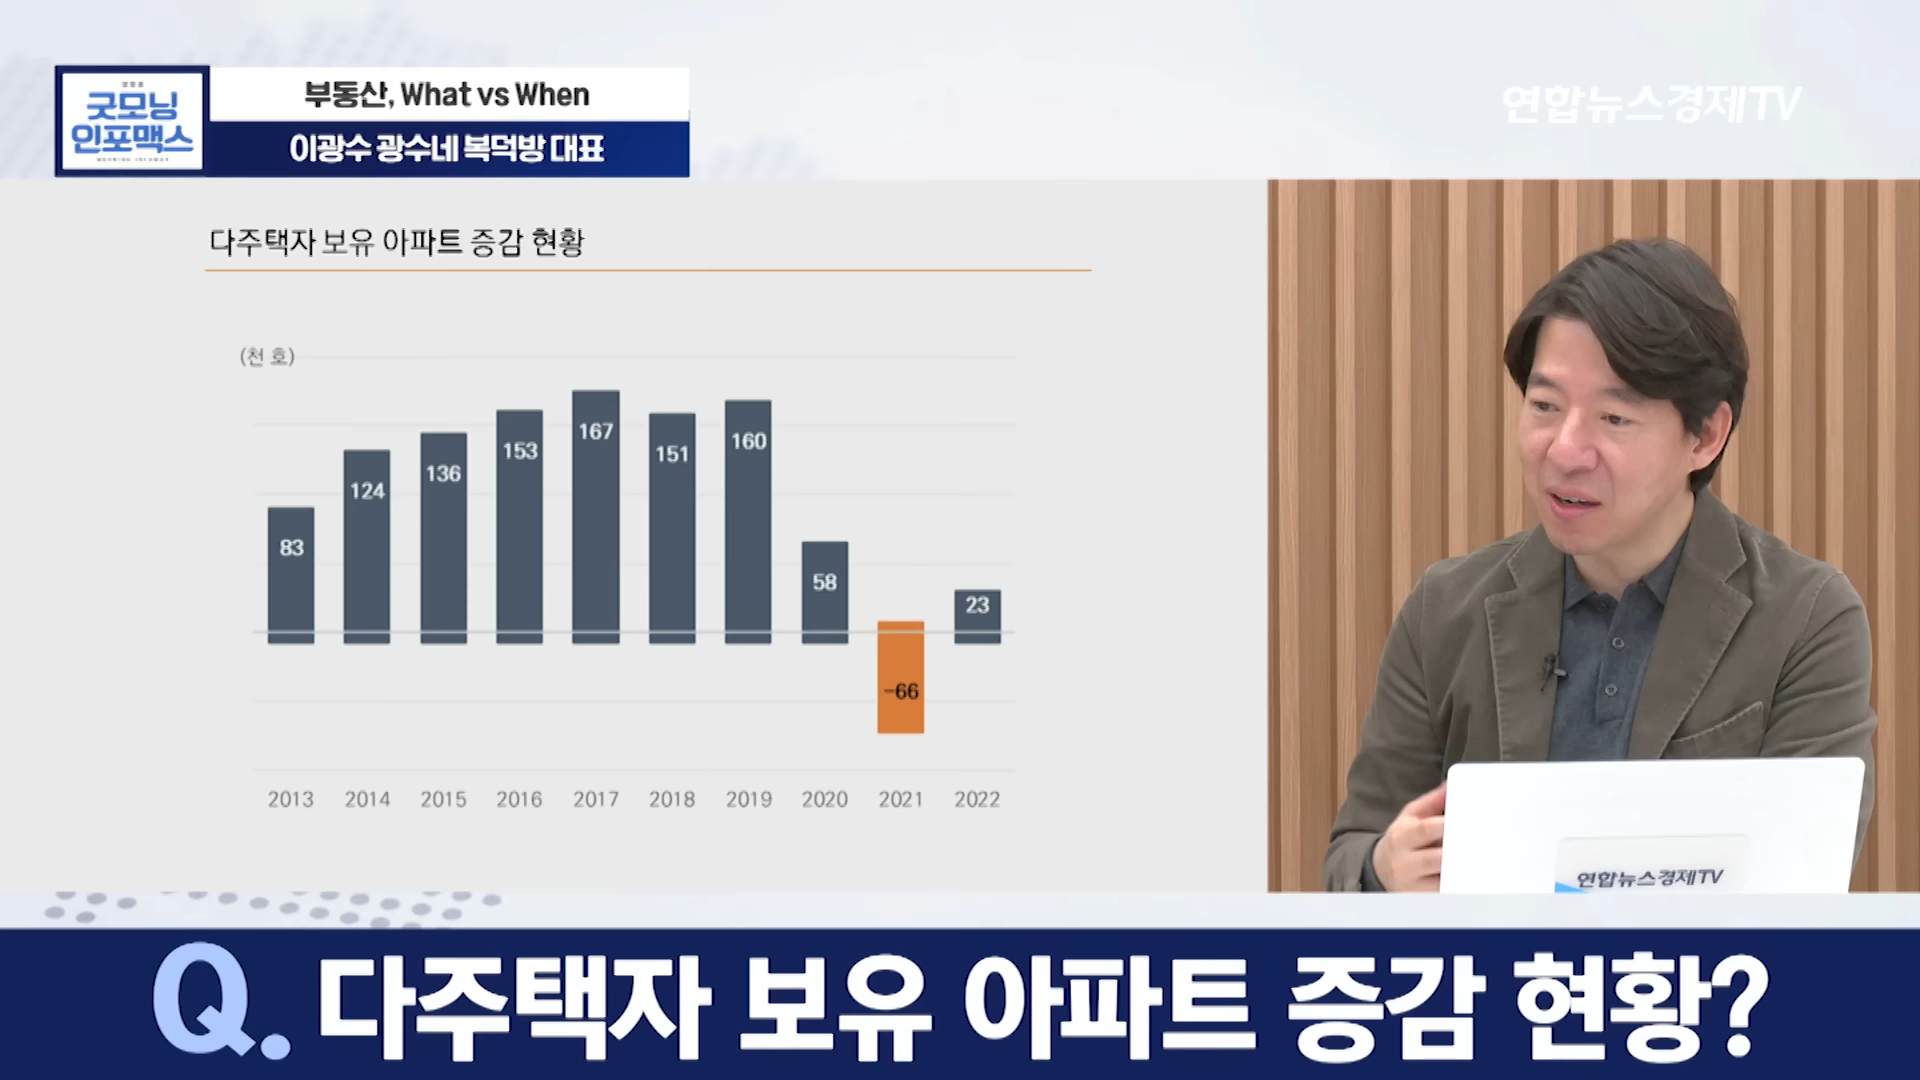 굿모닝
인포맥스
부동산, What vs When
이광수 광수네 복덕방 대표
연합뉴스경제TV
다주택자 보유 아파트 증감 현황
(천 호)
83
124
136
153
167
151
160
58
-66
23
2013 2014 2015 2016 2017 2018 2019 2020 2021 2022
연합뉴스경제TV
Q. 다주택자 보유 아파트 증감 현황?